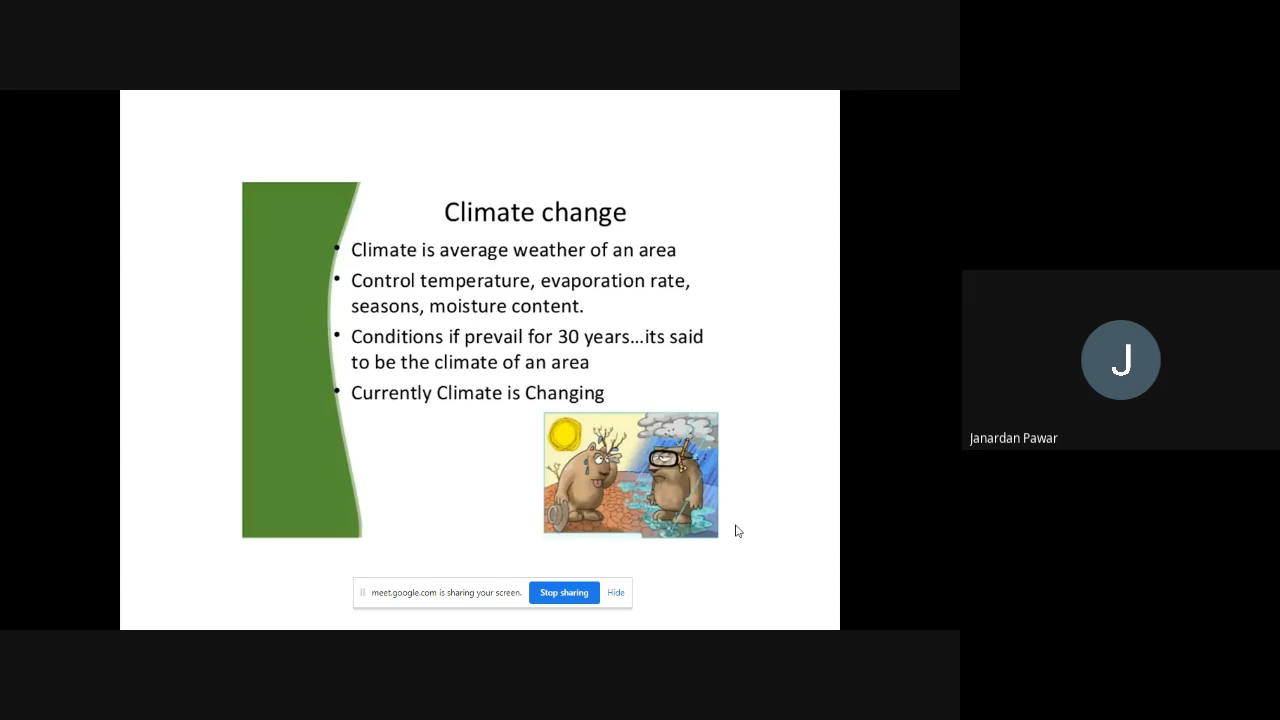 Climate change
• Climate is average weather of an area
• Control temperature, evaporation rate,
seasons, moisture content.
• Conditions if prevail for 30 years...its said
to be the climate of an area
• Currently Climate is Changing
meet.google.com is sharing your screen.
Stop sharing
Hide
J
Janardan Pawar